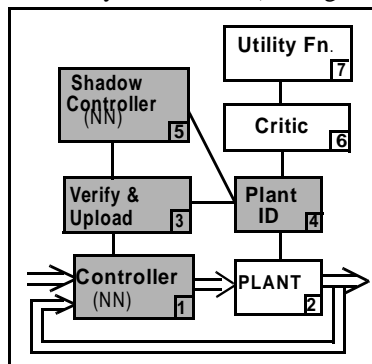 Utility Fn.
7
Shadow
Controller
(NN)
5
Critic
6
Verify &
Upload
3
Plant
ID
4
Controller
(NN)
1
PLANT
2